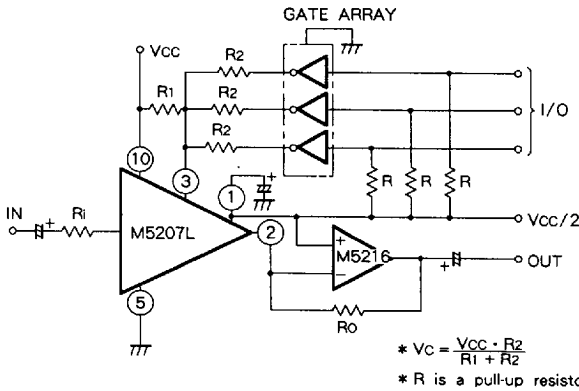 GATE ARRAY
VCC
R2
R1
R2
R2
I/O
10
3
1
R
R
R
IN
Ri
M5207L
VCC/2
2
M5216
OUT
5
RO
* VC = VCC • R2 / R1 + R2
* R is a pull-up resisto